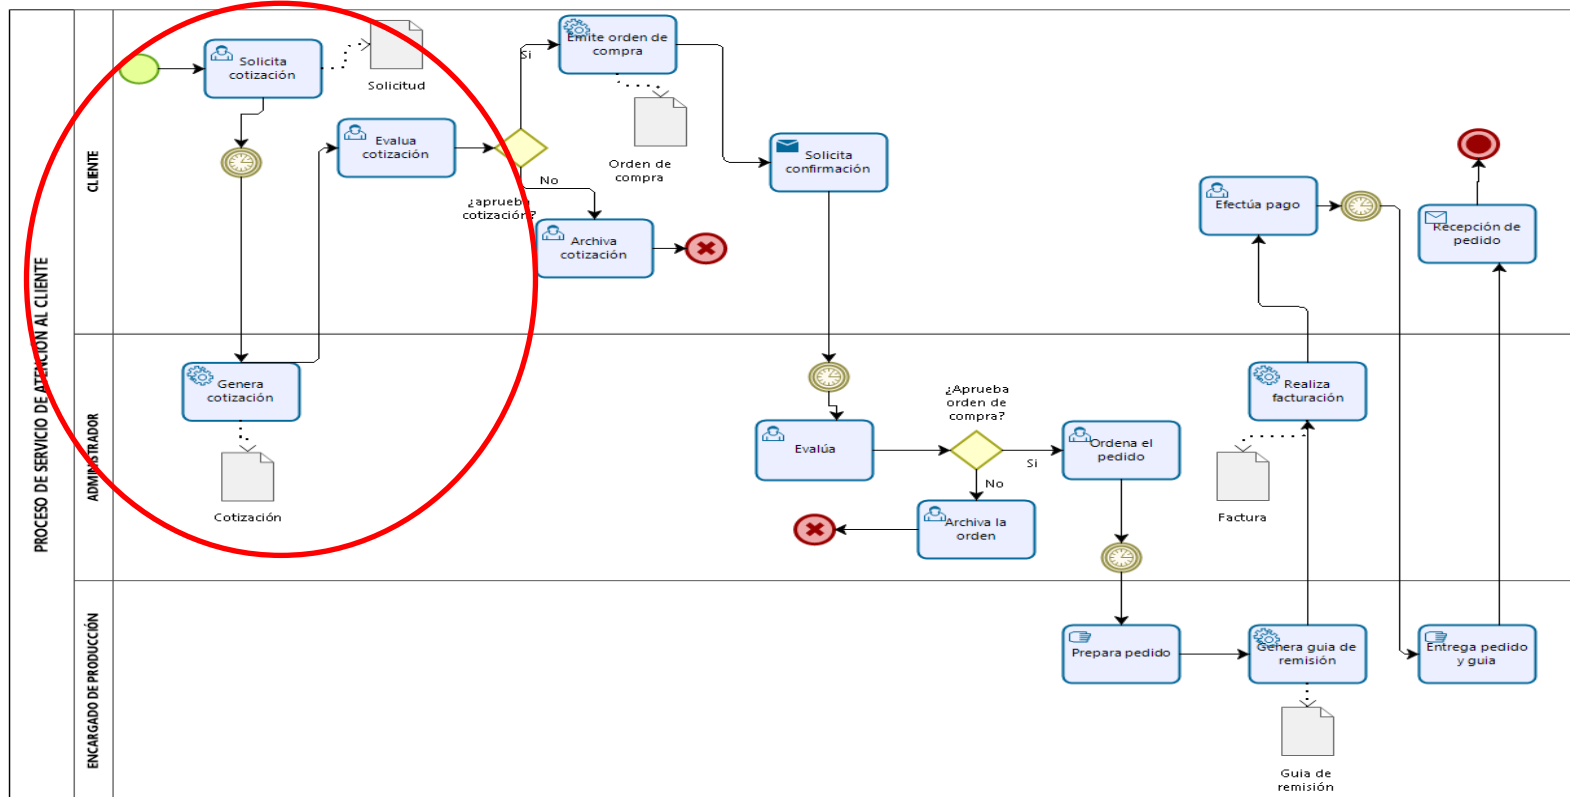 PROCESO DE SERVICIO DE ATENCION AL CLIENTE
CLIENTE
Solicita
cotización
Solicitud
Evalua
cotización
Si
No
¿aprueba
cotización?
Emite orden de
compra
Orden de
compra
Archiva
cotización
Solicita
confirmación
Efectúa pago
Recepción de
pedido
ADMINISTRADOR
Genera
cotización
Cotización
Evalúa
¿Aprueba
orden de
compra?
Si
No
Ordena el
pedido
Archiva la
orden
Realiza
facturación
Factura
ENCARGADO DE PRODUCCIÓN
Prepara pedido
Genera guia de
remisión
Guia de
remisión
Entrega pedido
y guia